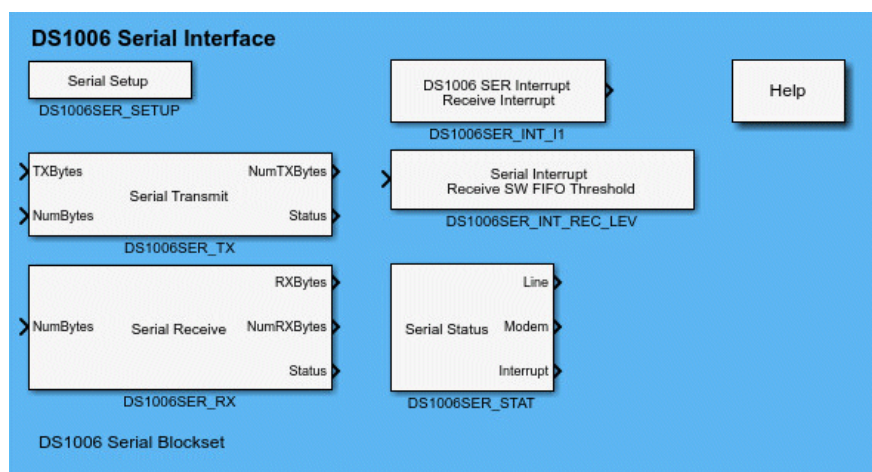 DS1006 Serial Interface
Serial Setup
DS1006SER_SETUP
DS1006 SER Interrupt
Receive Interrupt
DS1006SER_INT_I1
Help
TXBytes
NumBytes
Serial Transmit
NumTXBytes
Status
DS1006SER_TX
Serial Interrupt
Receive SW FIFO Threshold
DS1006SER_INT_REC_LEV
NumBytes
Serial Receive
RXBytes
NumRXBytes
Status
DS1006SER_RX
Serial Status
Line
Modem
Interrupt
DS1006SER_STAT
DS1006 Serial Blockset